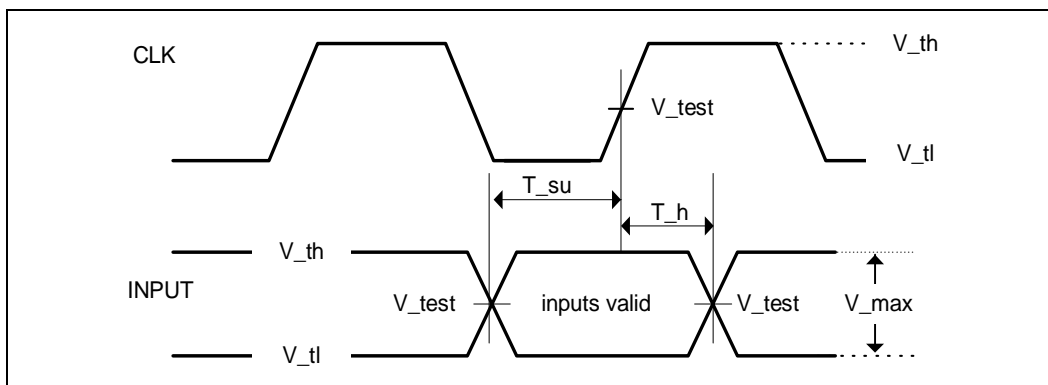 CLK
V_th
V_test
V_tl
T_su
T_h
V_th
INPUT
V_test
inputs valid
V_test
V_max
V_tl